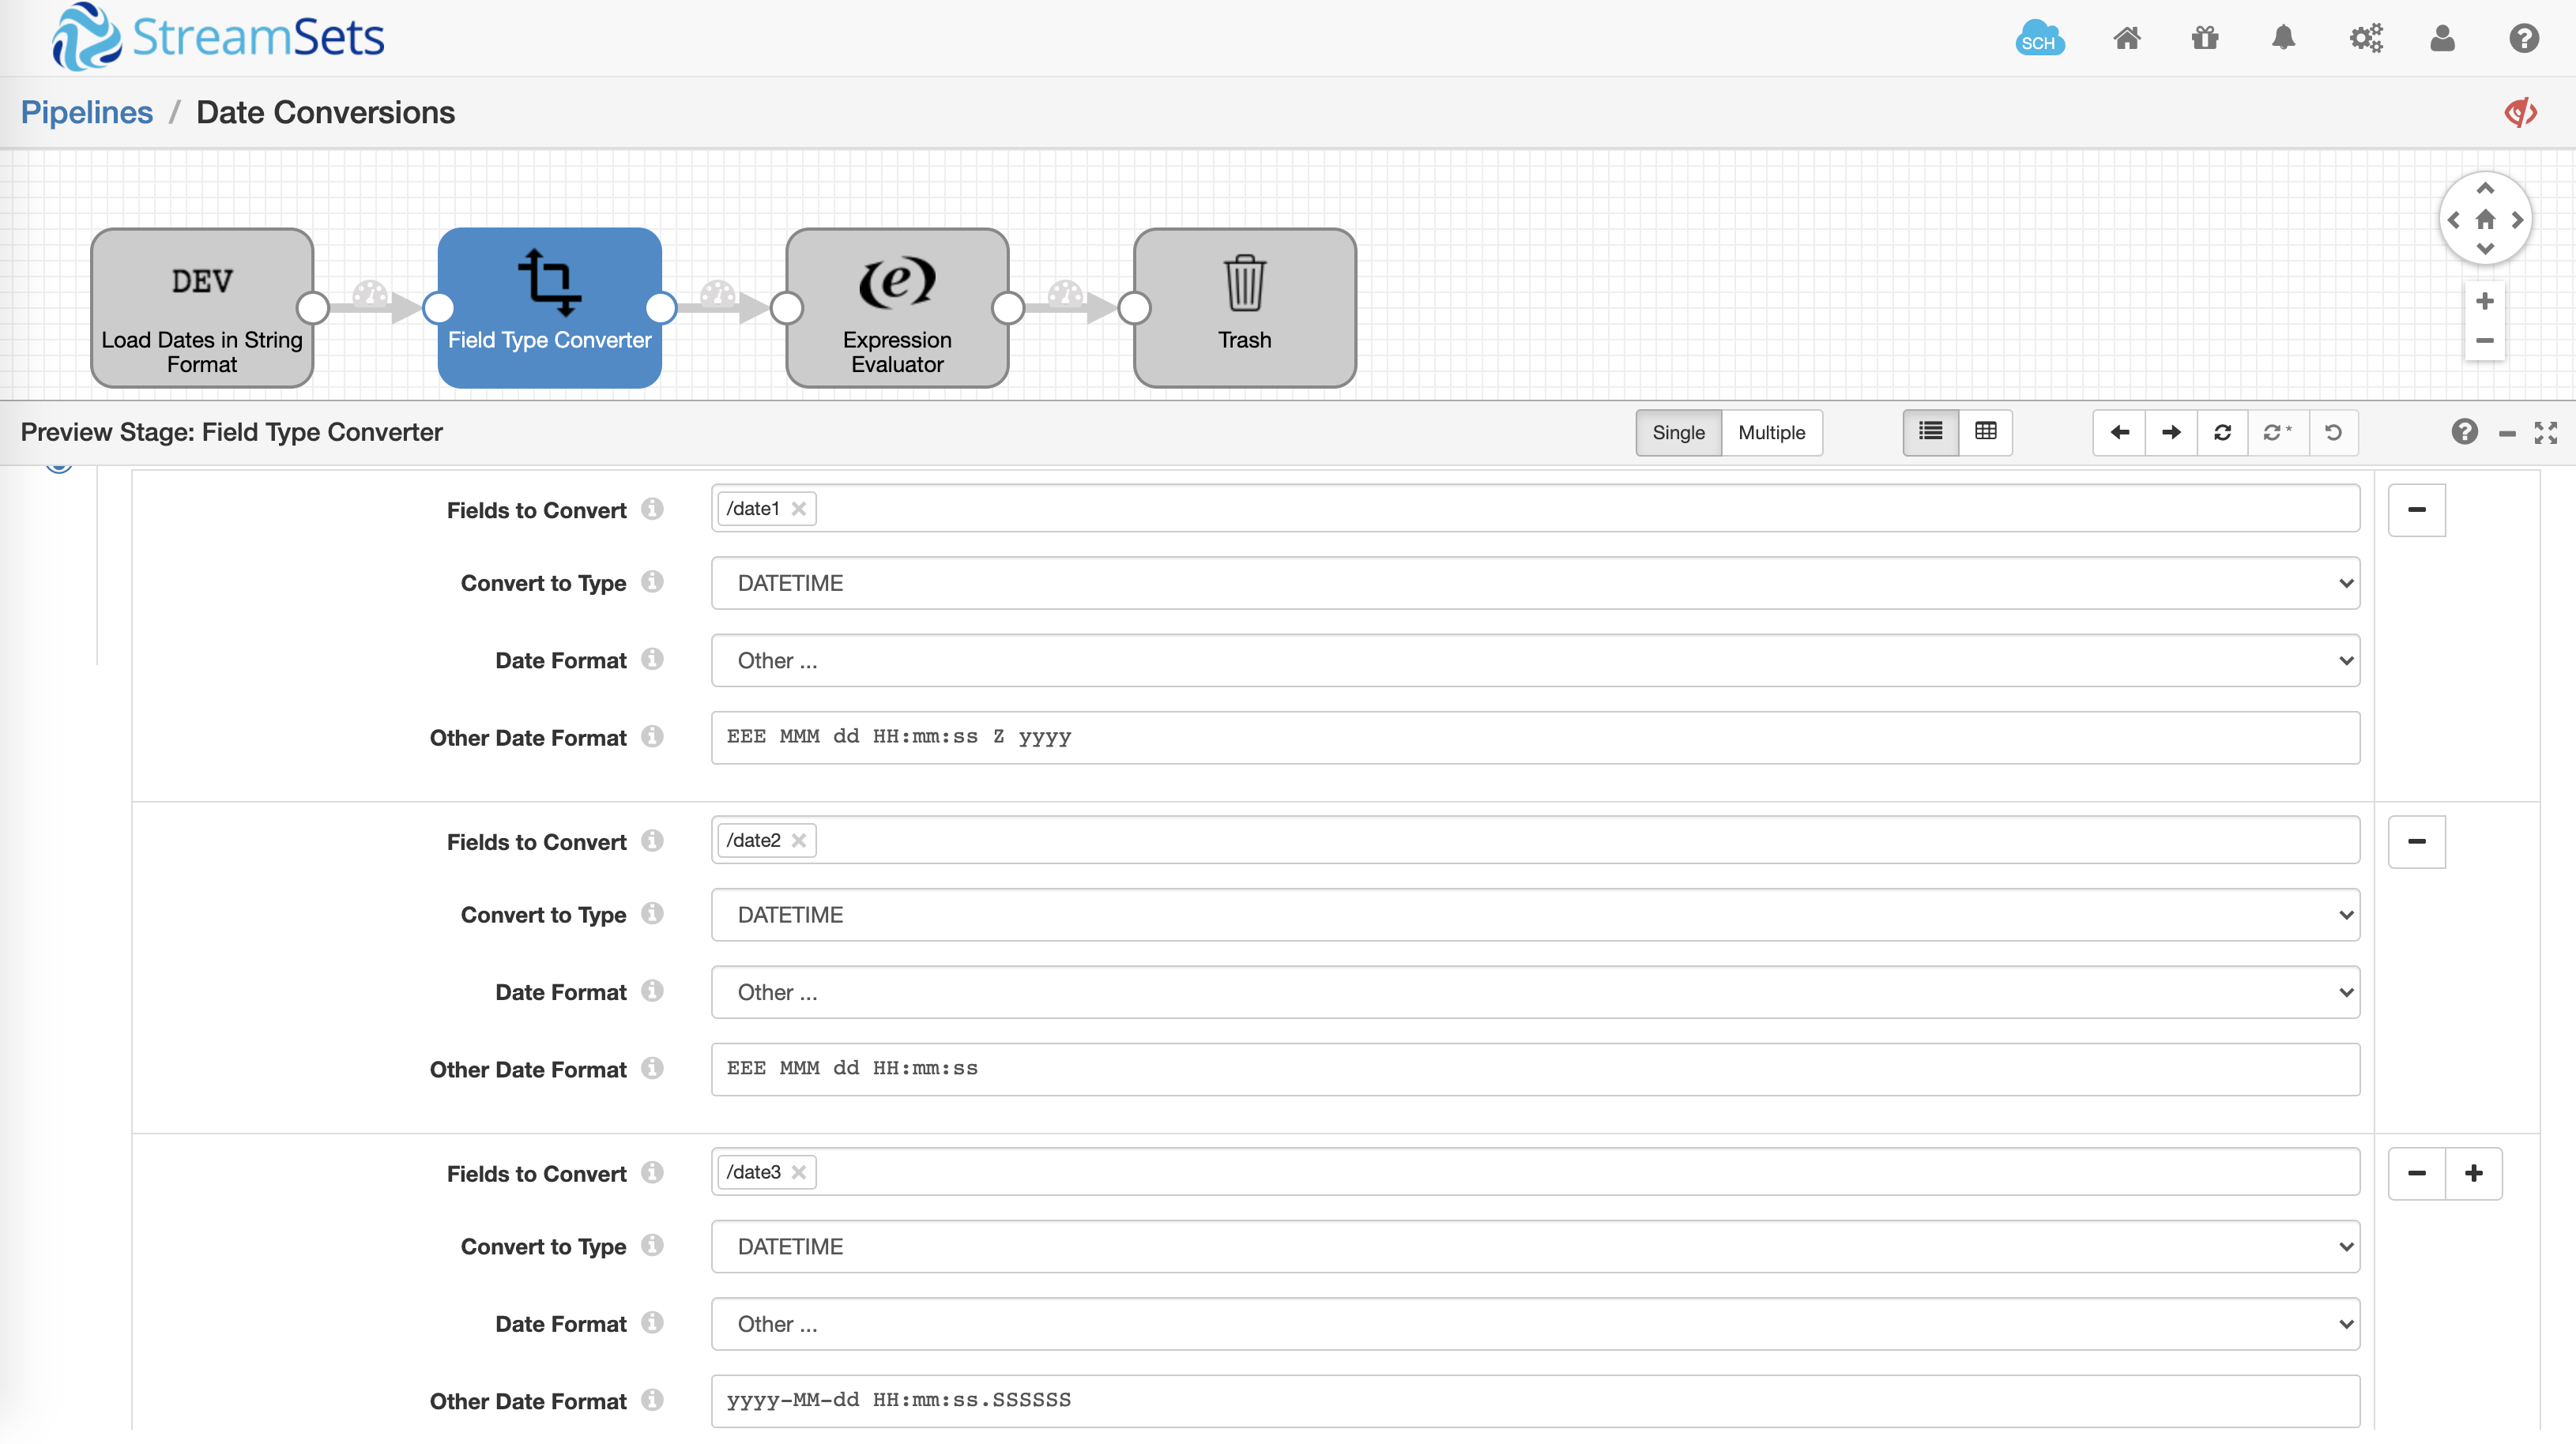 StreamSets
SCH
Pipelines / Date Conversions
DEV
Load Dates in String
Format
Field Type Converter
(e)
Expression
Evaluator
Trash
Preview Stage: Field Type Converter
Single
Multiple
Fields to Convert
/date1
Convert to Type
DATETIME
Date Format
Other ...
Other Date Format
EEE MMM dd HH:mm:ss Z yyyy
Fields to Convert
/date2
Convert to Type
DATETIME
Date Format
Other ...
Other Date Format
EEE MMM dd HH:mm:ss
Fields to Convert
/date3
Convert to Type
DATETIME
Date Format
Other ...
Other Date Format
yyyy-MM-dd HH:mm:ss.SSSSSS